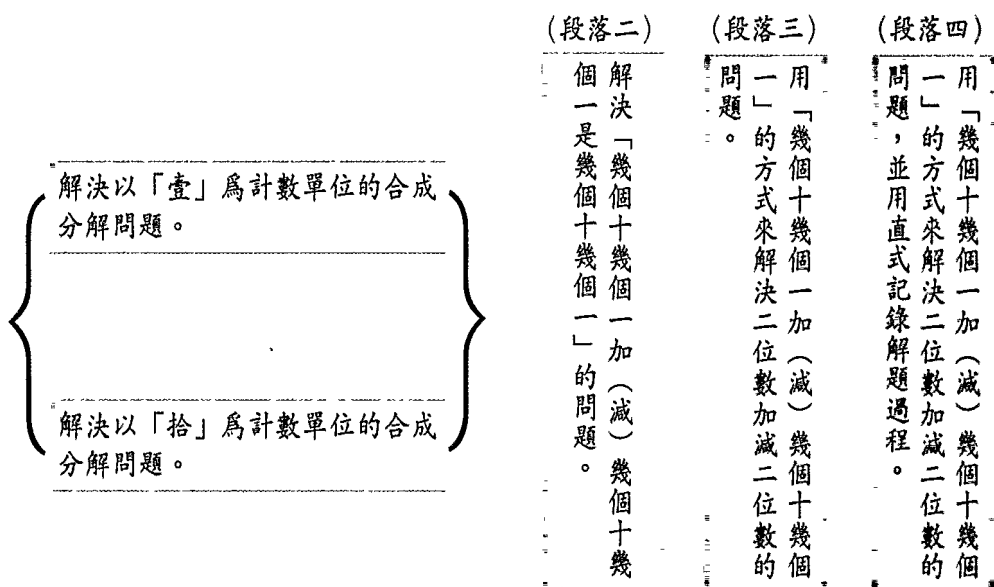 解決以「壹」爲計數單位的合成
分解問題。
解決以「拾」爲計數單位的合成
分解問題。
(段落二)
解決「幾個十幾個一加（減）幾個十幾
個一是幾個十幾個一」的問題。
(段落三)
用「幾個十幾個一加（減）幾個十幾個
一」的方式來解決二位數加減二位數的
問題。
(段落四)
用「幾個十幾個一加（減）幾個十幾個
一」的方式來解決二位數加減二位數的
問題，並用直式記錄解題過程。